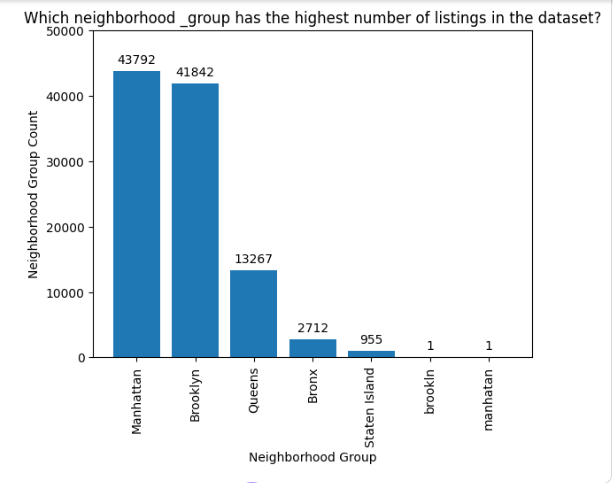 Which neighborhood _group has the highest number of listings in the dataset?
50000
40000
30000
20000
10000
0
Neighborhood Group Count
43792
41842
13267
2712
955
1
1
Manhattan
Brooklyn
Queens
Bronx
Staten Island
brookln
manhatan
Neighborhood Group